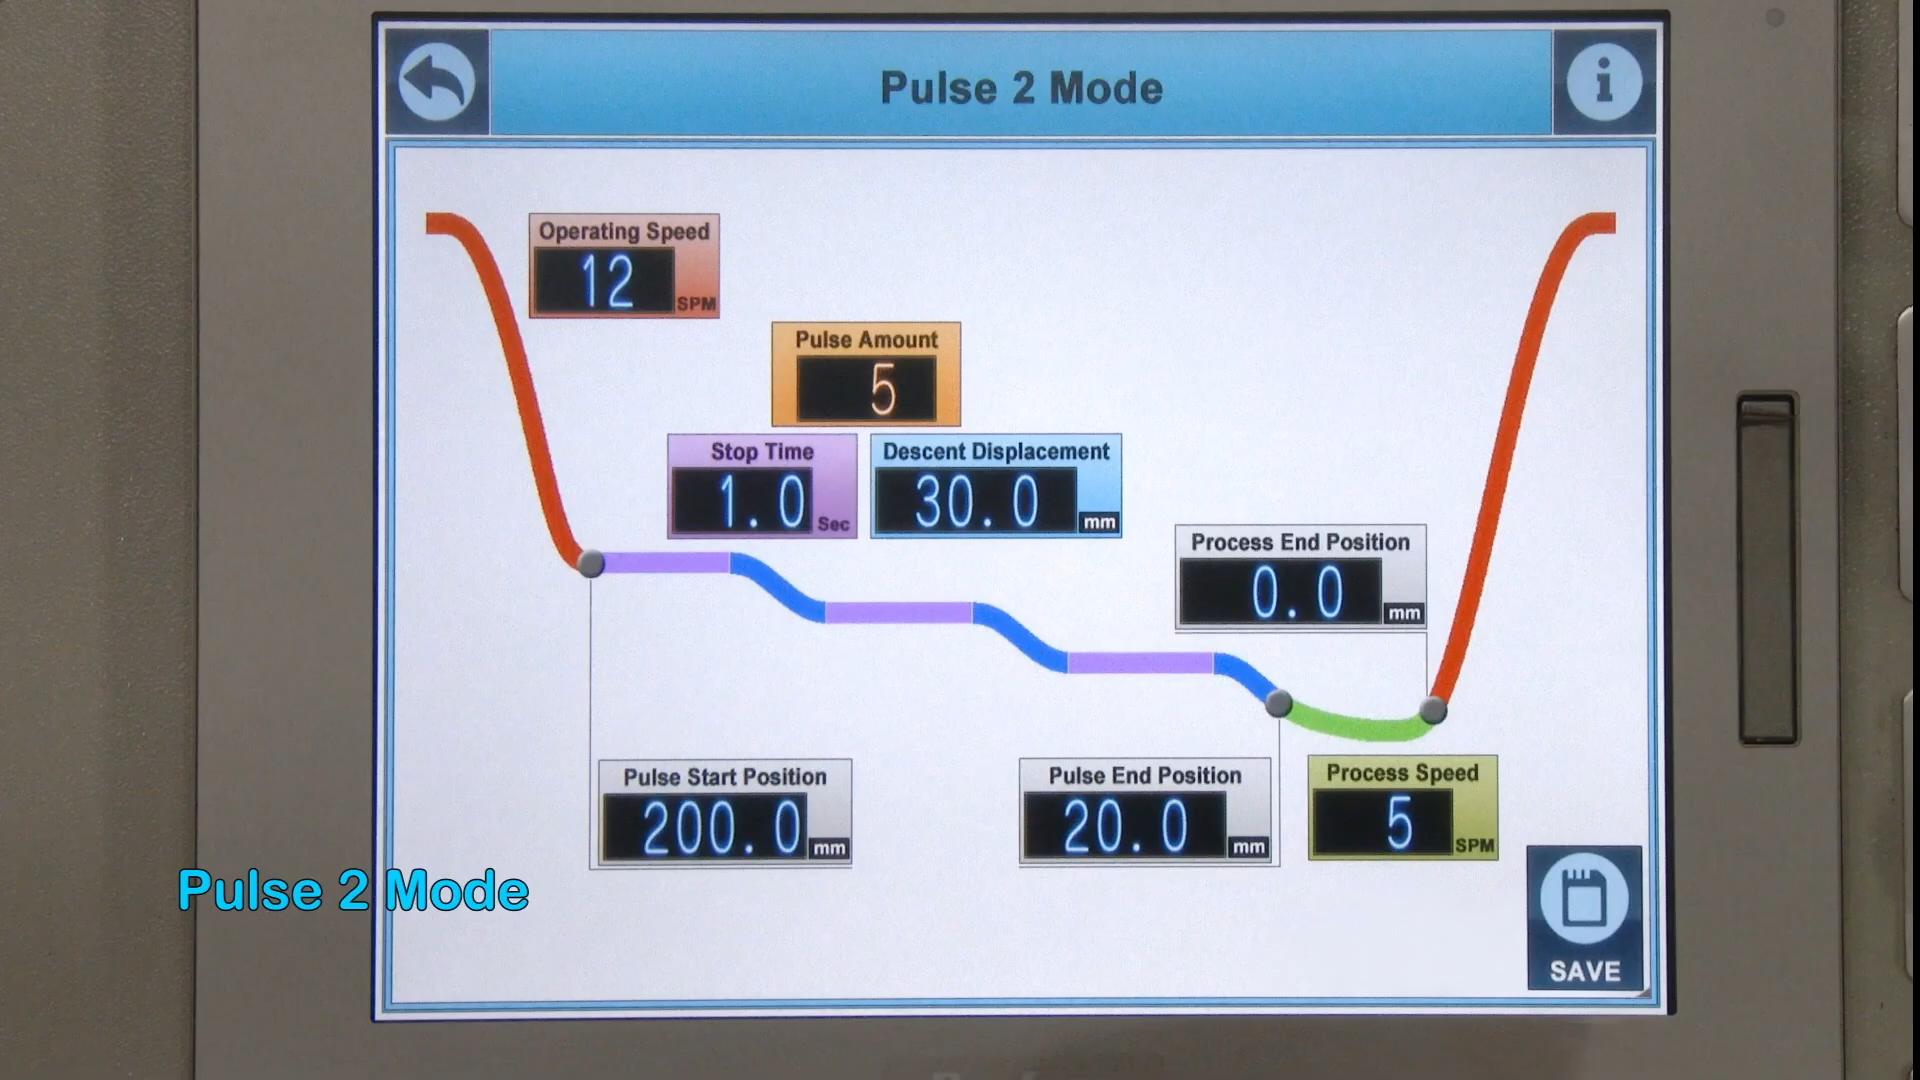 Pulse 2 Mode
Operating Speed
12 SPM
Pulse Amount
5
Stop Time
1.0 Sec
Descent Displacement
30.0 mm
Process End Position
0.0 mm
Pulse Start Position
200.0 mm
Pulse End Position
20.0 mm
Process Speed
5 SPM
Pulse 2 Mode
SAVE